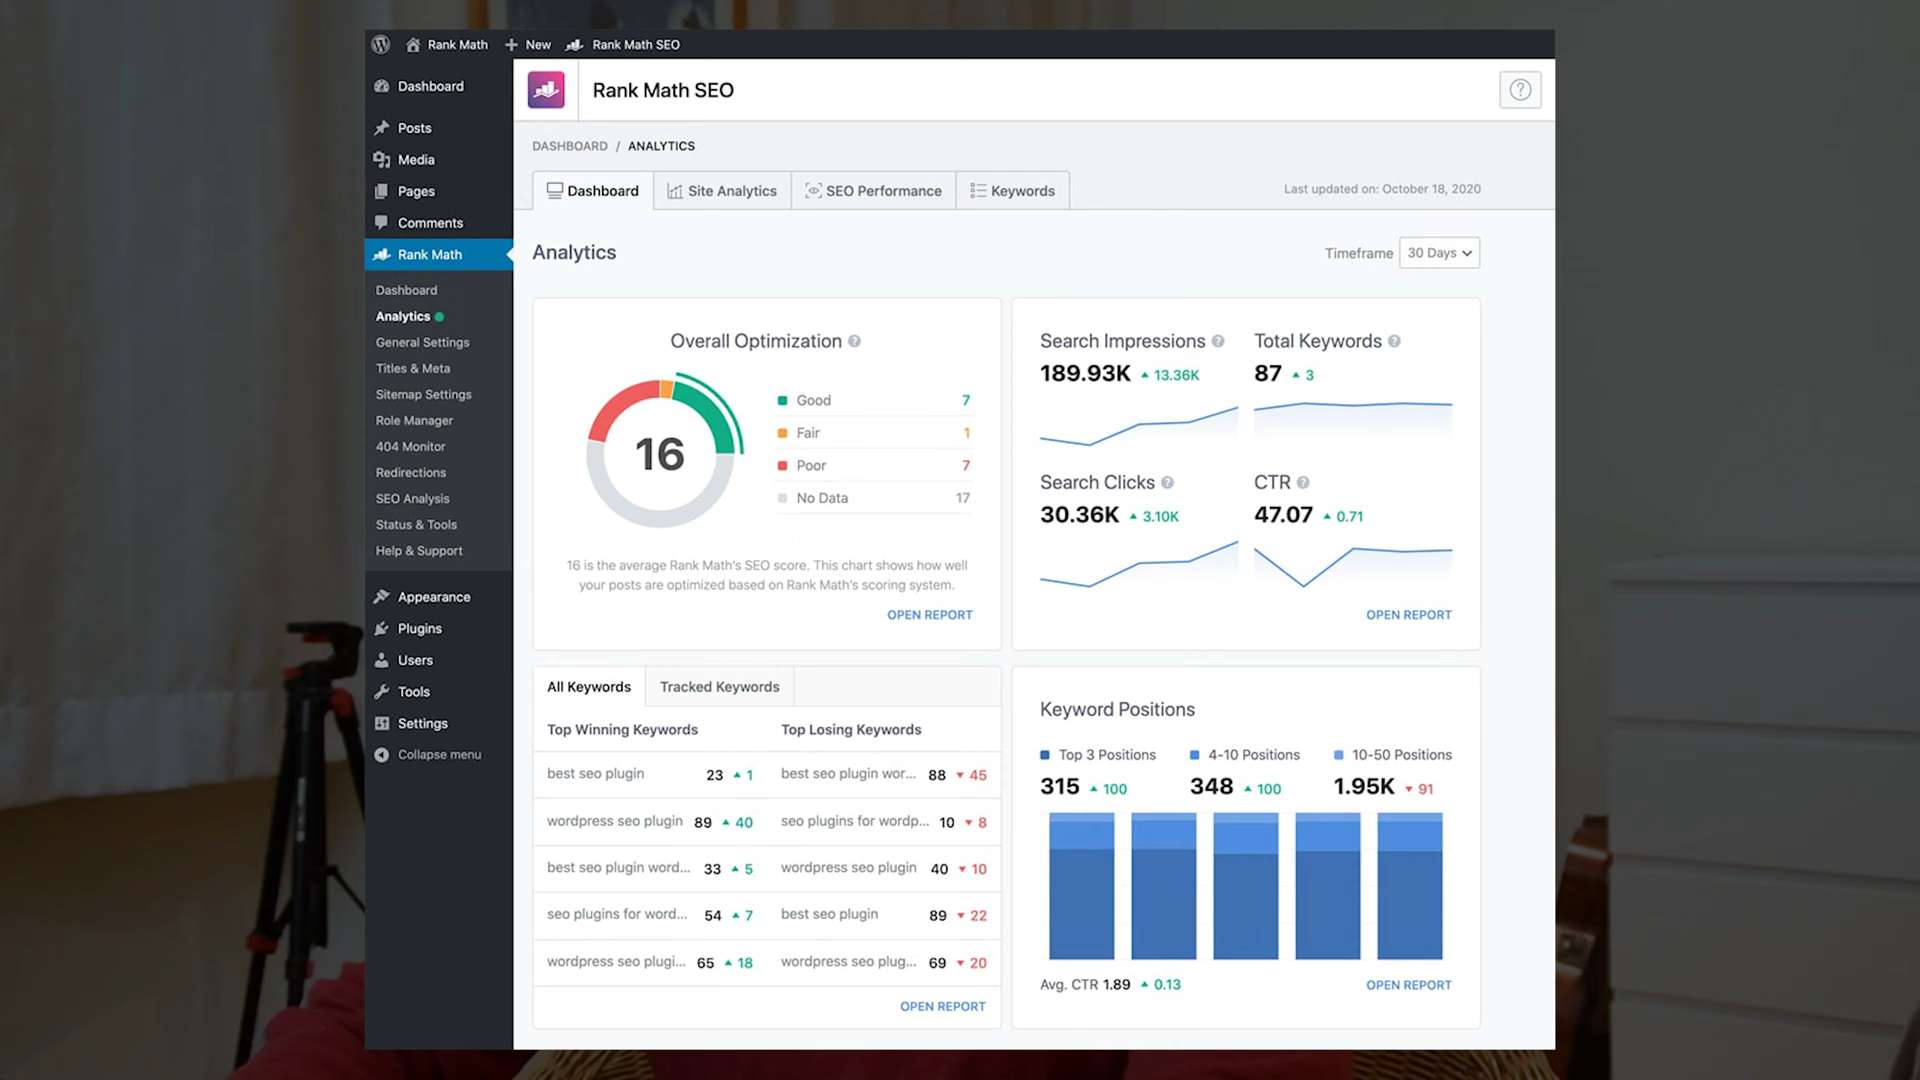 Rank Math New Rank Math SEO
Dashboard
Posts
Media
Pages
Comments
Rank Math
Dashboard
Analytics
General Settings
Titles & Meta
Sitemap Settings
Role Manager
404 Monitor
Redirections
SEO Analysis
Status & Tools
Help & Support
Appearance
Plugins
Users
Tools
Settings
Collapse menu
Rank Math SEO
DASHBOARD / ANALYTICS
Dashboard Site Analytics SEO Performance Keywords
Last updated on: October 18, 2020
Analytics
Timeframe 30 Days
Overall Optimization ?
16
Good 7
Fair 1
Poor 7
No Data 17
16 is the average Rank Math's SEO score. This chart shows how well
your posts are optimized based on Rank Math's scoring system.
OPEN REPORT
Search Impressions ?
189.93K 13.36K
Total Keywords ?
87 3
Search Clicks ?
30.36K 3.10K
CTR ?
47.07 0.71
OPEN REPORT
All Keywords Tracked Keywords
Top Winning Keywords Top Losing Keywords
best seo plugin 23 1 best seo plugin wor... 88 45
wordpress seo plugin 89 40 seo plugins for wordp... 10 8
best seo plugin word... 33 5 wordpress seo plugin 40 10
seo plugins for word... 54 7 best seo plugin 89 22
wordpress seo plugi... 65 18 wordpress seo plug... 69 20
OPEN REPORT
Keyword Positions
Top 3 Positions 4-10 Positions 10-50 Positions
315 100 348 100 1.95K 91
Avg. CTR 1.89 0.13
OPEN REPORT